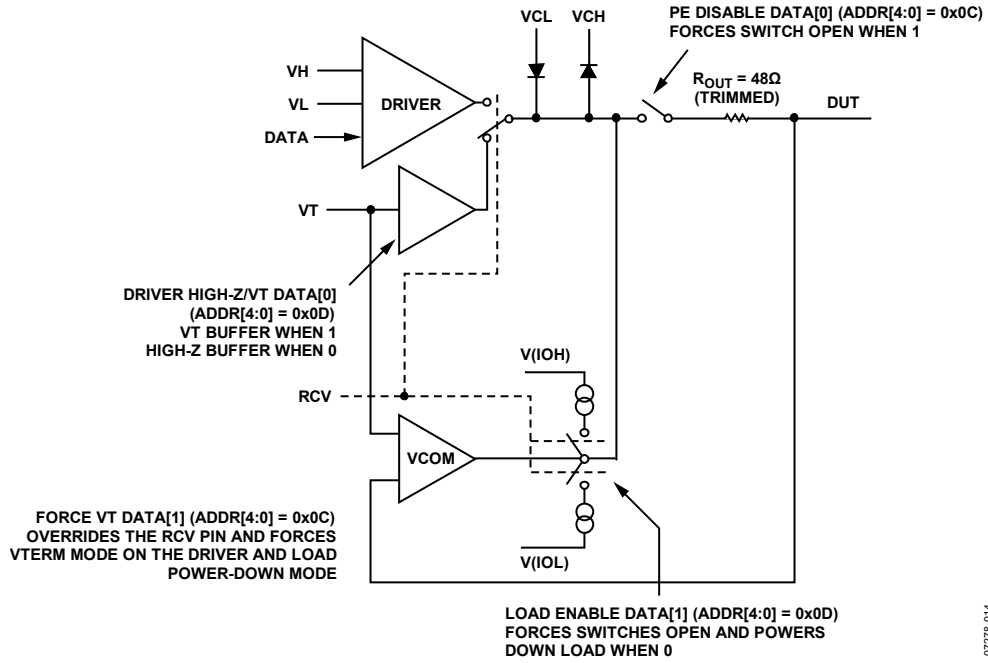 VCL
VCH
PE DISABLE DATA[0] (ADDR[4:0] = 0x0C)
FORCES SWITCH OPEN WHEN 1
ROUT = 48Ω
(TRIMMED)
DUT
VH
VL
DATA
DRIVER
VT
DRIVER HIGH-Z/VT DATA[0]
(ADDR[4:0] = 0x0D)
VT BUFFER WHEN 1
HIGH-Z BUFFER WHEN 0
V(IOH)
RCV
VCOM
FORCE VT DATA[1] (ADDR[4:0] = 0x0C)
OVERRIDES THE RCV PIN AND FORCES
VTERM MODE ON THE DRIVER AND LOAD
POWER-DOWN MODE
V(IOL)
LOAD ENABLE DATA[1] (ADDR[4:0] = 0x0D)
FORCES SWITCHES OPEN AND POWERS
DOWN LOAD WHEN 0
07278-014